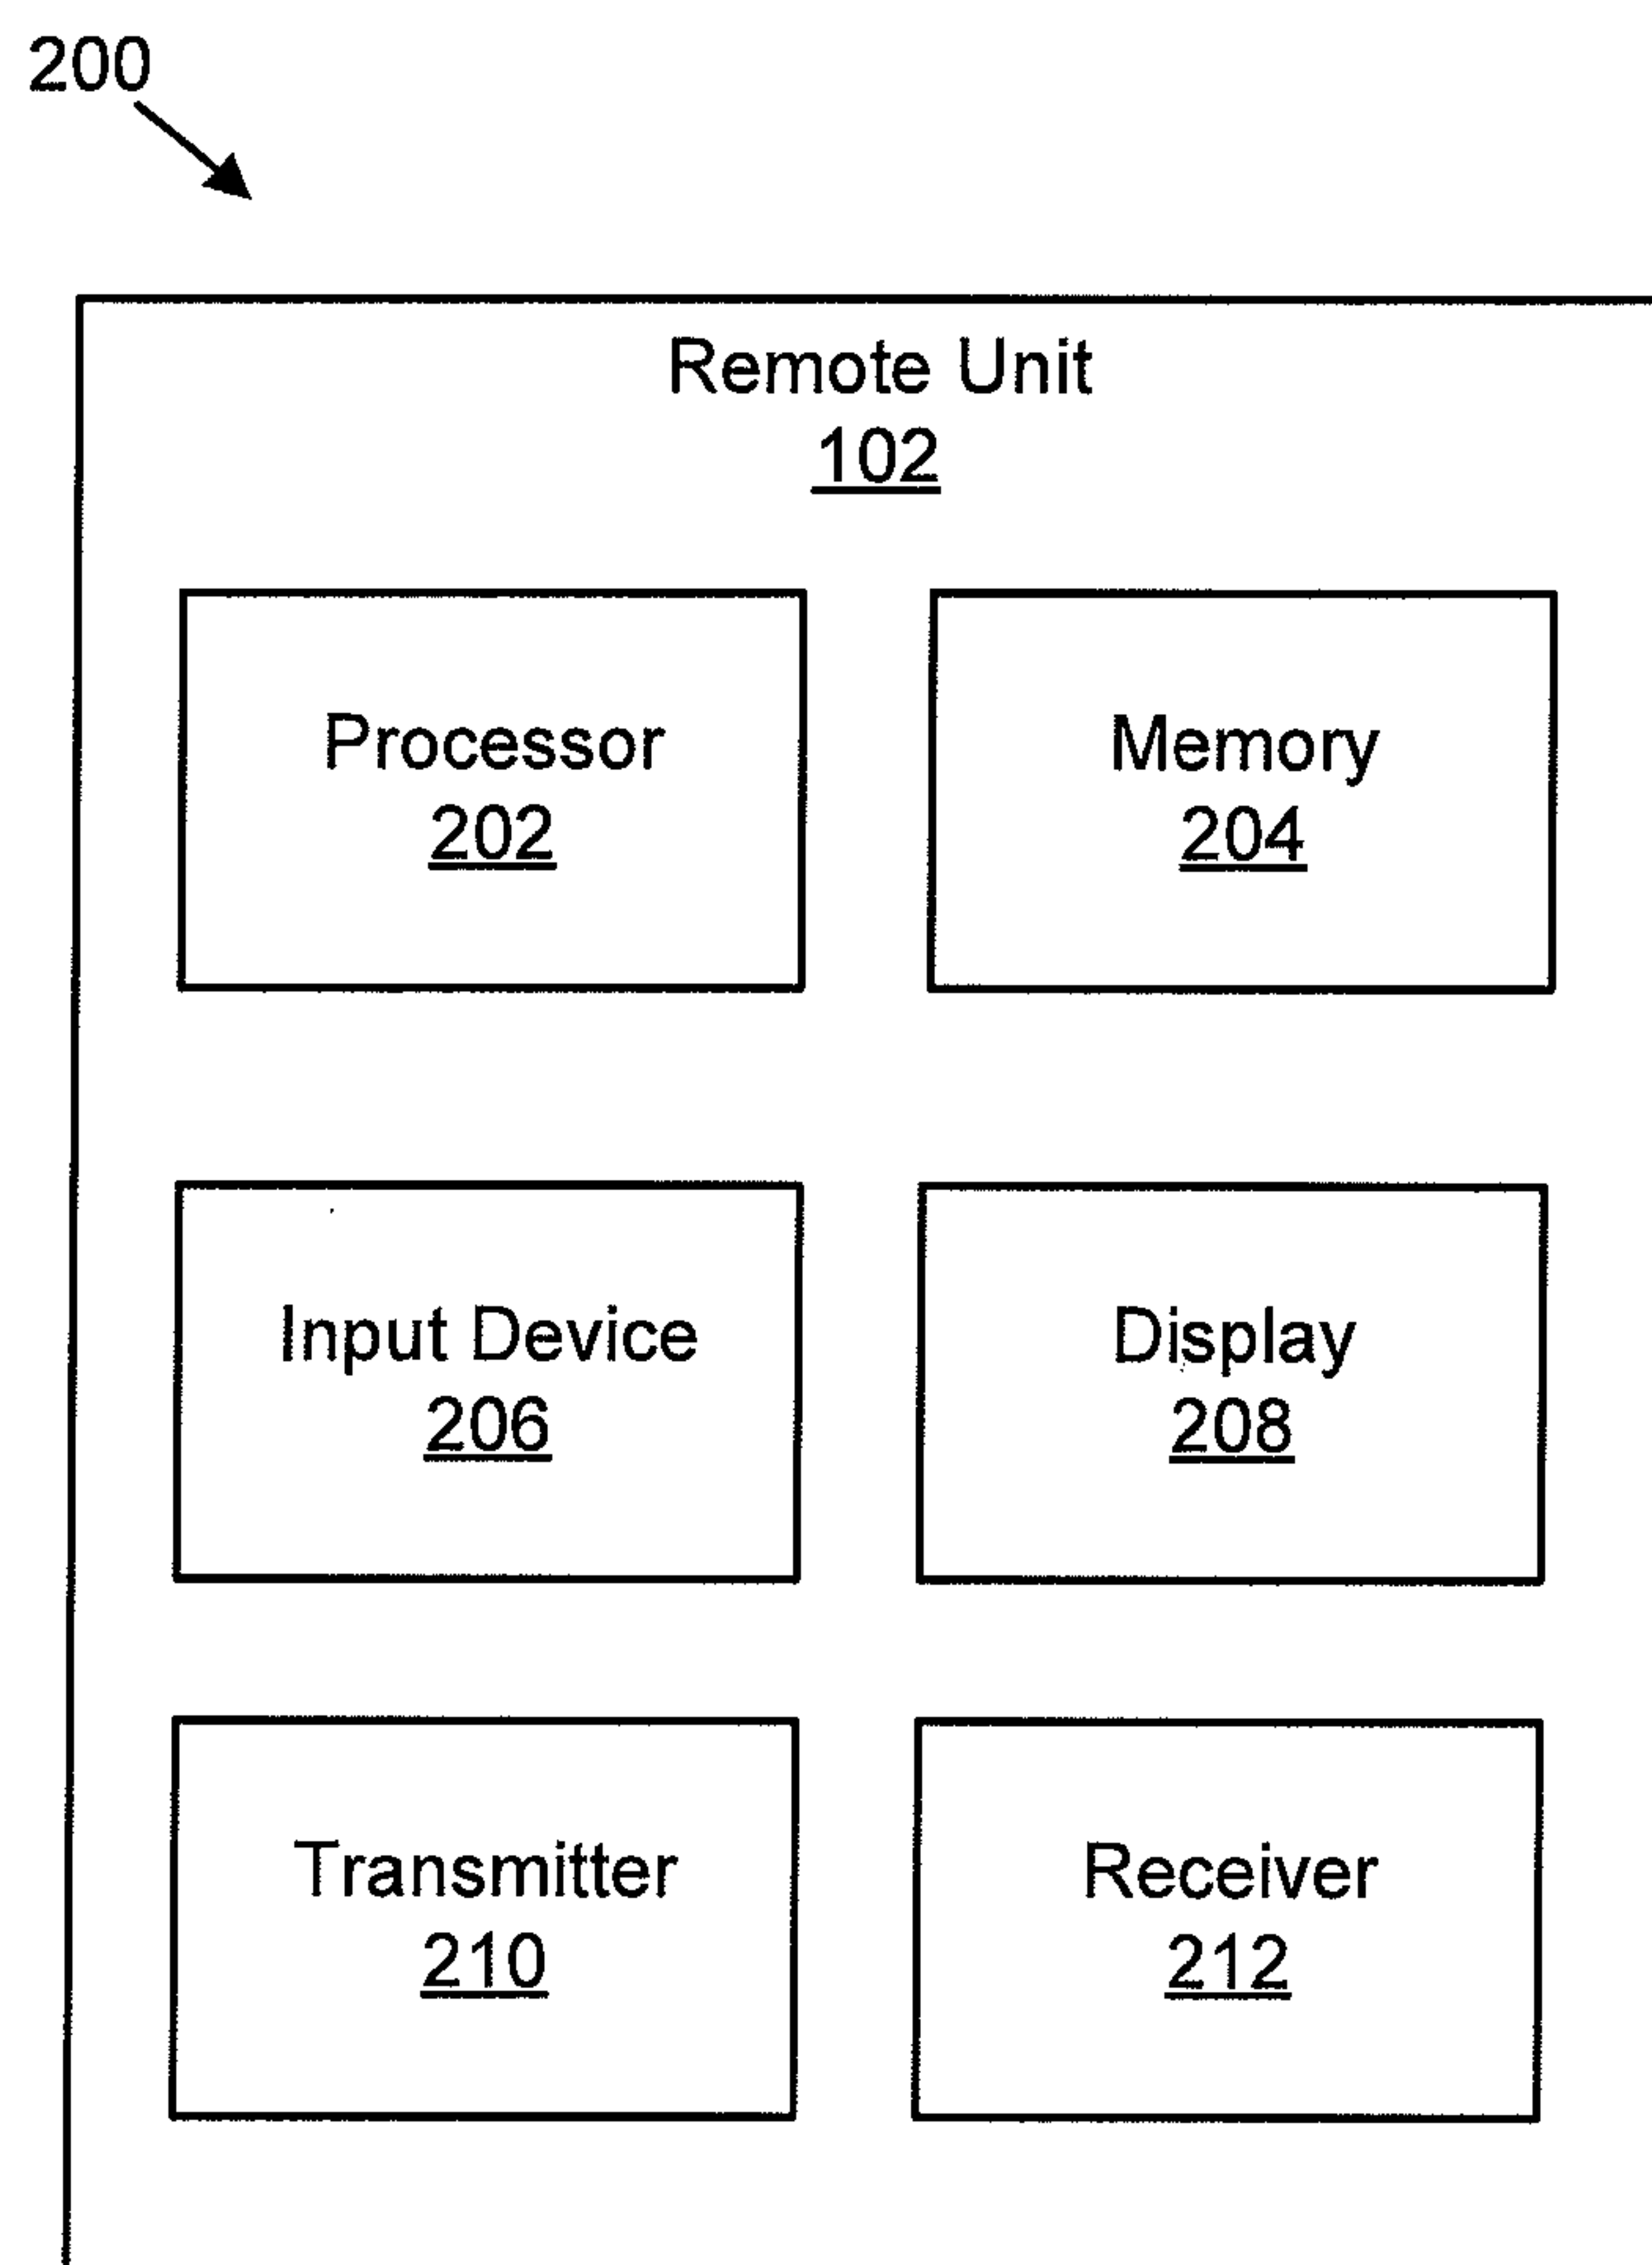 200
Remote Unit
102
Processor
202
Memory
204
Input Device
206
Display
208
Transmitter
210
Receiver
212